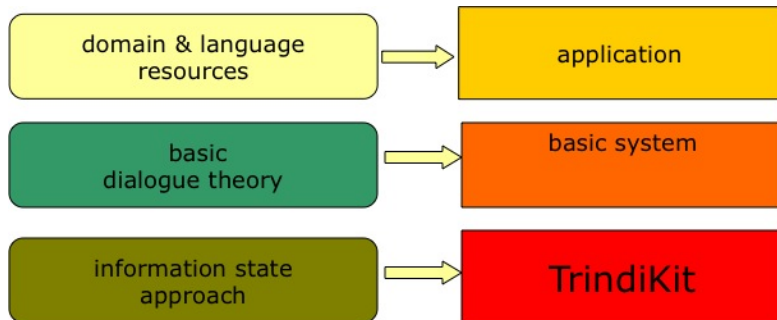 domain & language
resources
application
basic
dialogue theory
basic system
information state
approach
TrindiKit